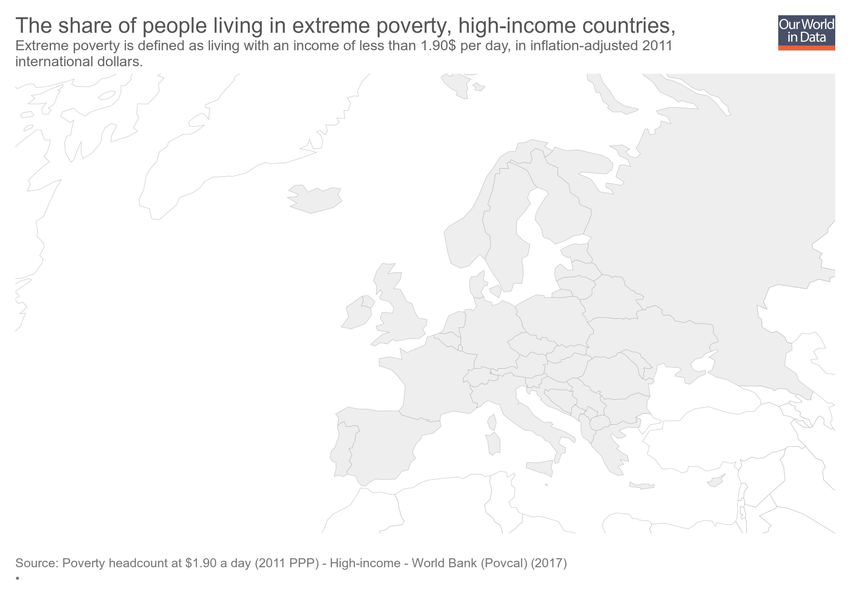 The share of people living in extreme poverty, high-income countries,
Our World
in Data
Extreme poverty is defined as living with an income of less than 1.90$ per day, in inflation-adjusted 2011
international dollars.
Source: Poverty headcount at $1.90 a day (2011 PPP) - High-income - World Bank (Povcal) (2017)
•